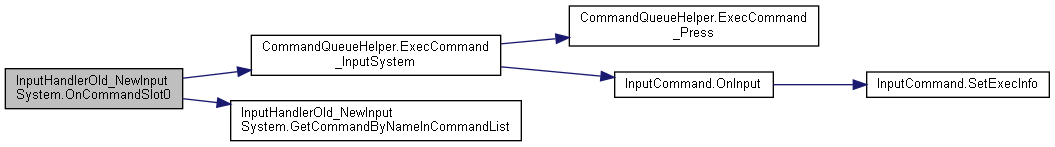 InputHandlerOld_NewInput
System.OnCommandSlot0
CommandQueueHelper.ExecCommand
_InputSystem
InputHandlerOld_NewInput
System.GetCommandByNameInCommandList
CommandQueueHelper.ExecCommand
_Press
InputCommand.OnInput
InputCommand.SetExecInfo